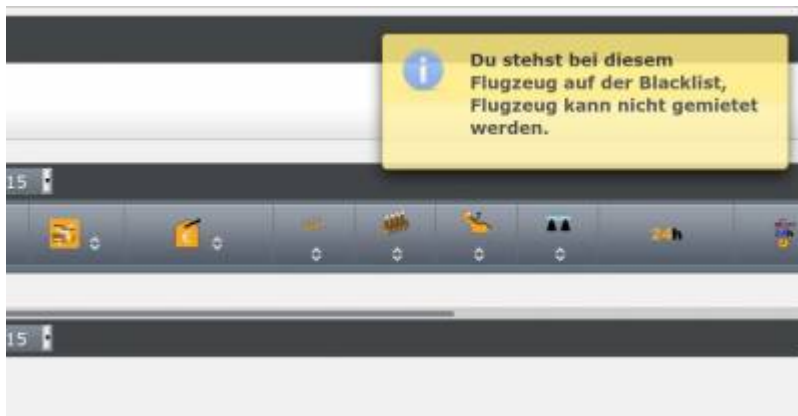 Du stehst bei diesem
Flugzeug auf der Blacklist,
Flugzeug kann nicht gemietet
werden.
15
24h
15